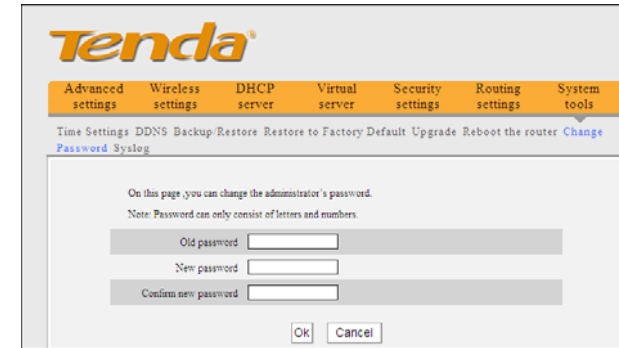 Tenda
Advanced settings Wireless settings DHCP server Virtual server Security settings Routing settings System tools
Time Settings DDNS Backup/Restore Restore to Factory Default Upgrade Reboot the router Change
Password Syslog
On this page ,you can change the administrator's password.
Note: Password can only consist of letters and numbers.
Old password
New password
Confirm new password
Ok Cancel